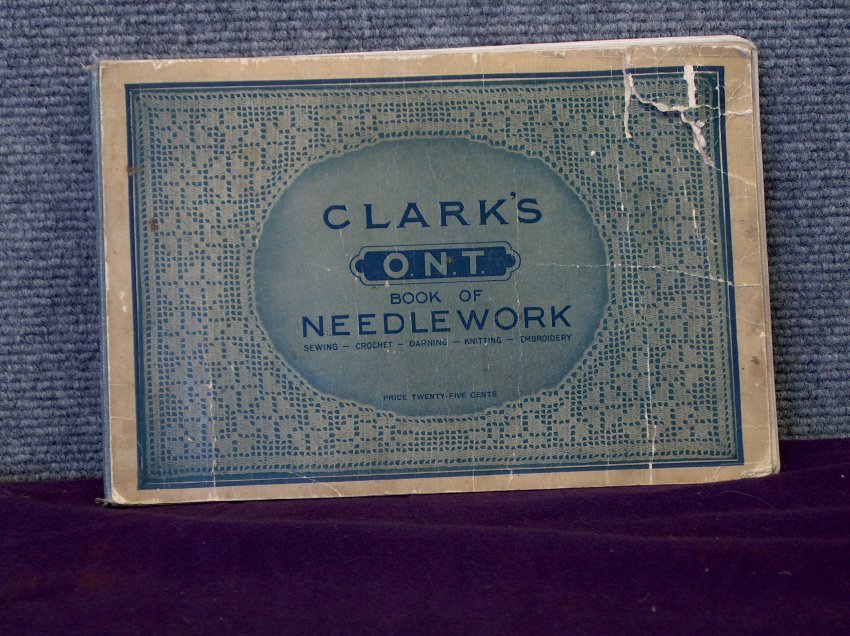 CLARK'S
O.N.T.
BOOK OF
NEEDLEWORK
SEWING — CROCHET — DARNING — KNITTING — EMBROIDERY
PRICE TWENTY-FIVE CENTS